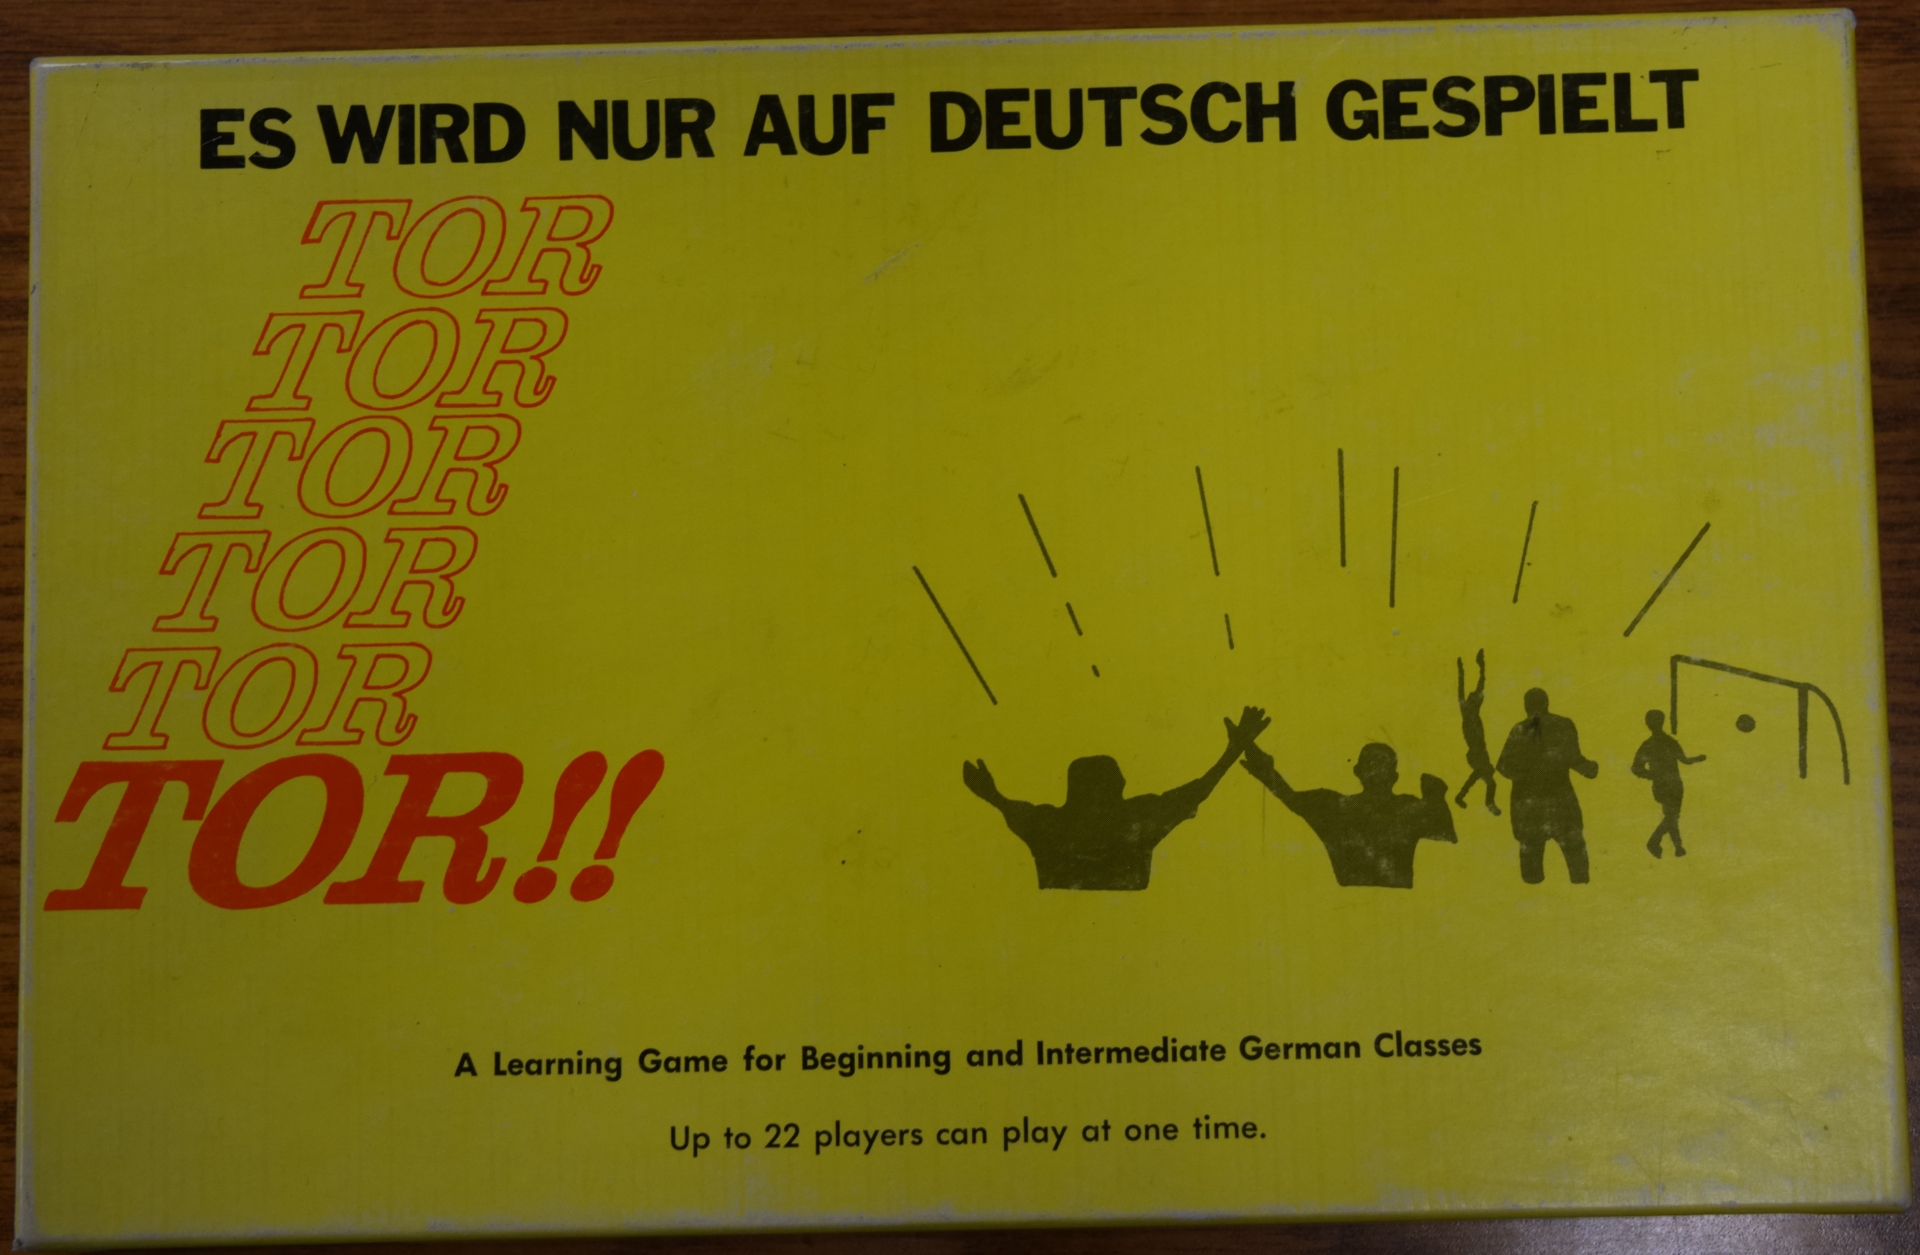 ES WIRD NUR AUF DEUTSCH GESPIELT
TOR
TOR
TOR
TOR
TOR
TOR!!
A Learning Game for Beginning and Intermediate German Classes
Up to 22 players can play at one time.